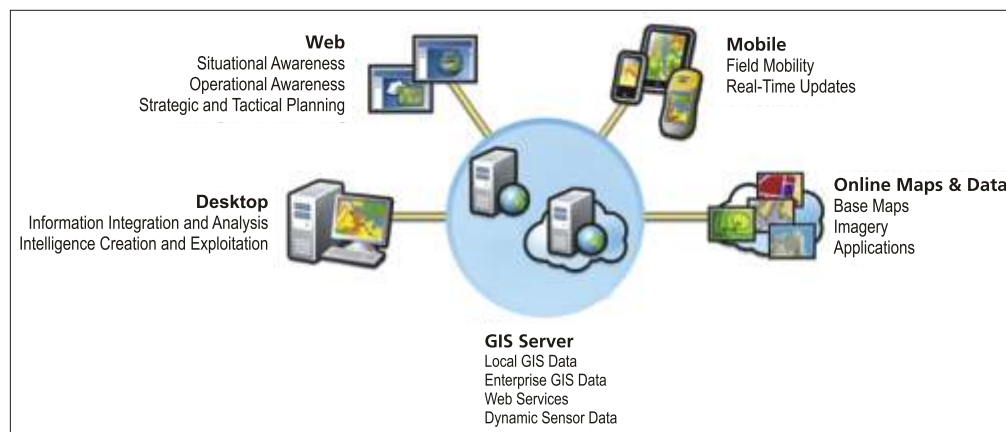 Web
Situational Awareness
Operational Awareness
Strategic and Tactical Planning
Mobile
Field Mobility
Real-Time Updates
Desktop
Information Integration and Analysis
Intelligence Creation and Exploitation
Online Maps & Data
Base Maps
Imagery
Applications
GIS Server
Local GIS Data
Enterprise GIS Data
Web Services
Dynamic Sensor Data